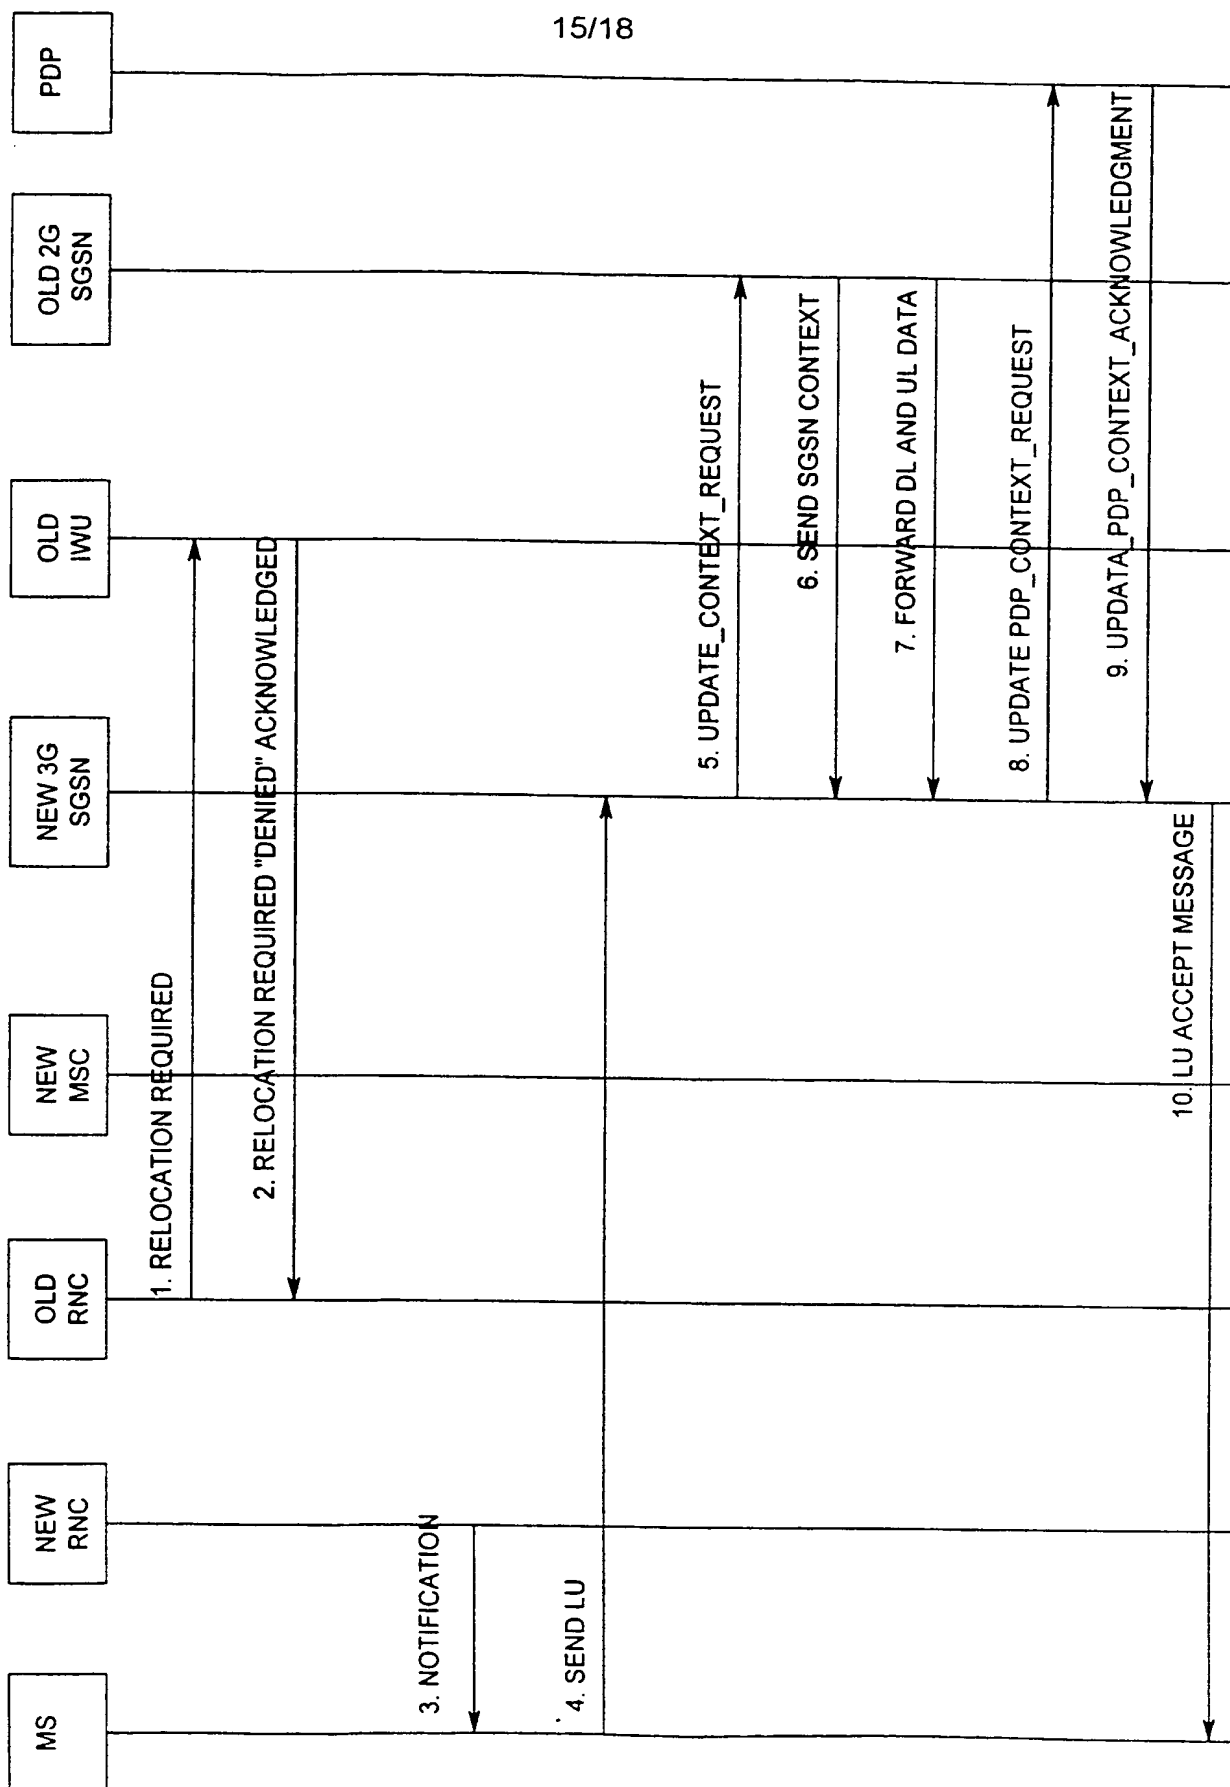 15/18
MS
NEW
RNC
OLD
RNC
NEW
MSC
NEW 3G
SGSN
OLD
IWU
OLD 2G
SGSN
PDP
1. RELOCATION REQUIRED
2. RELOCATION REQUIRED "DENIED" ACKNOWLEDGED
3. NOTIFICATION
4. SEND LU
5. UPDATE_CONTEXT_REQUEST
6. SEND SGSN CONTEXT
7. FORWARD DL AND UL DATA
8. UPDATE PDP_CONTEXT_REQUEST
9. UPDATA_PDP_CONTEXT_ACKNOWLEDGMENT
10. LU ACCEPT MESSAGE